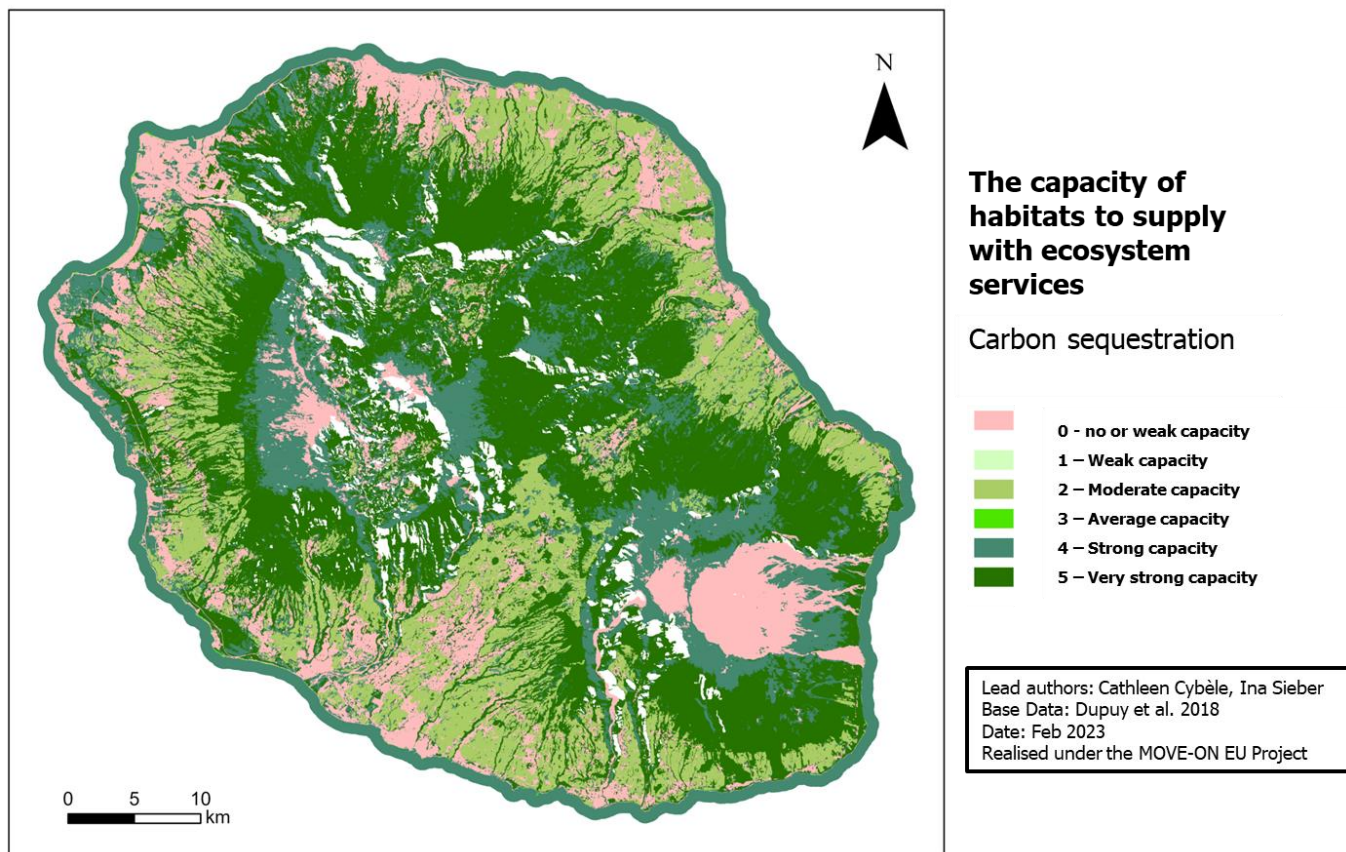 N
The capacity of
habitats to supply
with ecosystem
services
Carbon sequestration
0 - no or weak capacity
1 – Weak capacity
2 – Moderate capacity
3 – Average capacity
4 – Strong capacity
5 – Very strong capacity
Lead authors: Cathleen Cybèle, Ina Sieber
Base Data: Dupuy et al. 2018
Date: Feb 2023
Realised under the MOVE-ON EU Project
0 5 10
km